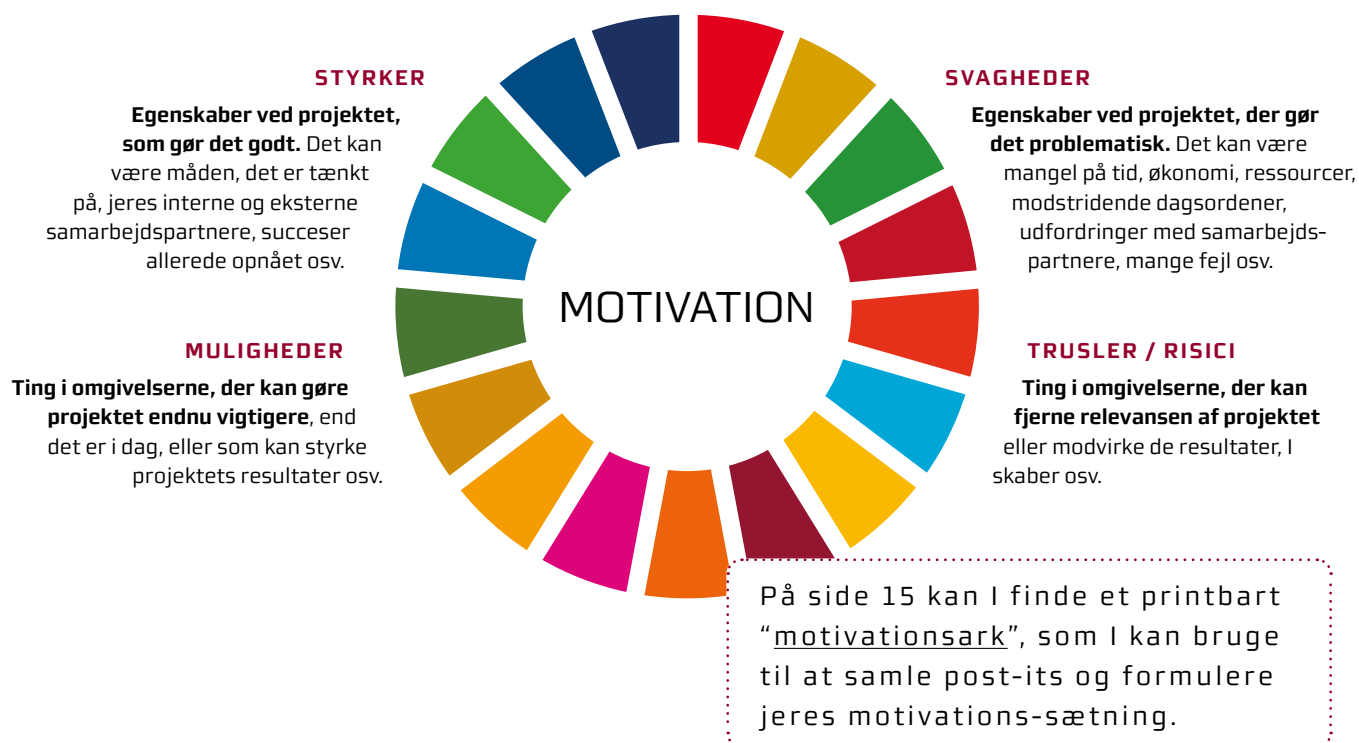 STYRKER
Egenskaber ved projektet,
som gør det godt. Det kan
være måden, det er tænkt
på, jeres interne og eksterne
samarbejdspartnere, succeser
allerede opnået osv.
SVAGHEDER
Egenskaber ved projektet, der gør
det problematisk. Det kan være
mangel på tid, økonomi, ressourcer,
modstridende dagsordener,
udfordringer med samarbejds-
partnere, mange fejl osv.
MOTIVATION
MULIGHEDER
Ting i omgivelserne, der kan gøre
projektet endnu vigtigere, end
det er i dag, eller som kan styrke
projektets resultater osv.
TRUSLER / RISICI
Ting i omgivelserne, der kan
fjerne relevansen af projektet
eller modvirke de resultater, I
skaber osv.
På side 15 kan I finde et printbart
“motivationsark”, som I kan bruge
til at samle post-its og formulere
jeres motivations-sætning.